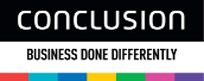 CONCLUSION
BUSINESS DONE DIFFERENTLY